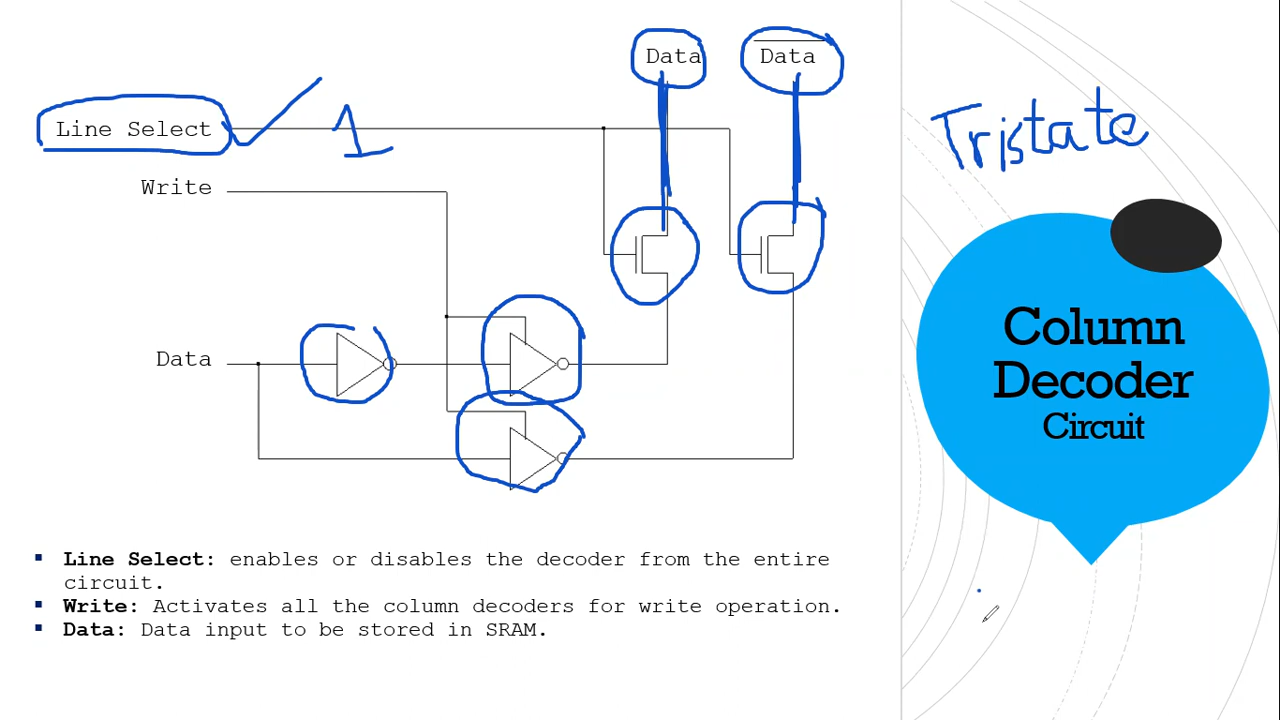 Data
D̅a̅t̅a̅
Line Select
1
Write
Data
Tristate
Column
Decoder
Circuit
▪ Line Select: enables or disables the decoder from the entire
circuit.
▪ Write: Activates all the column decoders for write operation.
▪ Data: Data input to be stored in SRAM.